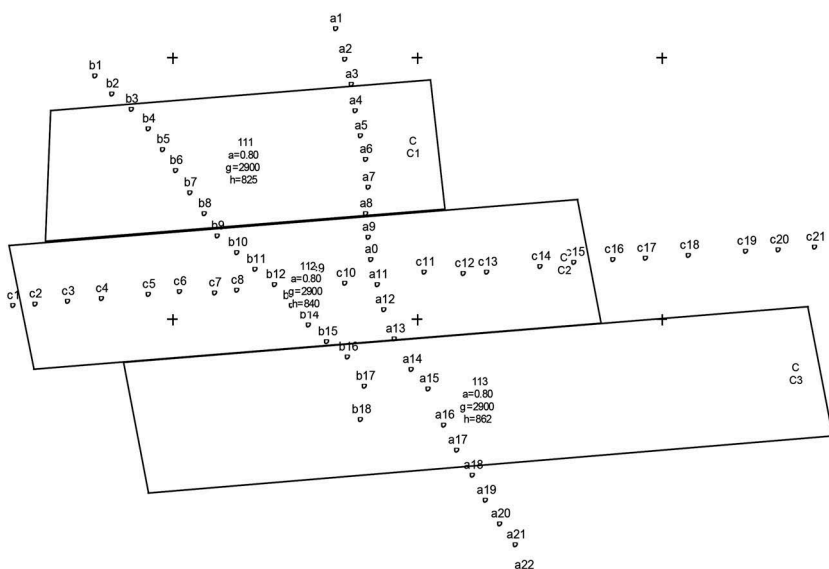 a1
a2
a3
a4
a5
a6
a7
a8
a9
a0
a11
a12
a13
a14
a15
a16
a17
a18
a19
a20
a21
a22
b1
b2
b3
b4
b5
b6
b7
b8
b9
b10
b11
b12
b14
b15
b16
b17
b18
c1
c2
c3
c4
c5
c6
c7
c8
c10
c11
c12
c13
c14
c15
c16
c17
c18
c19
c20
c21
111
a=0.80
g=2900
h=825
C
C1
112
a=0.80
g=2900
h=840
C
C2
113
a=0.80
g=2900
h=862
C
C3